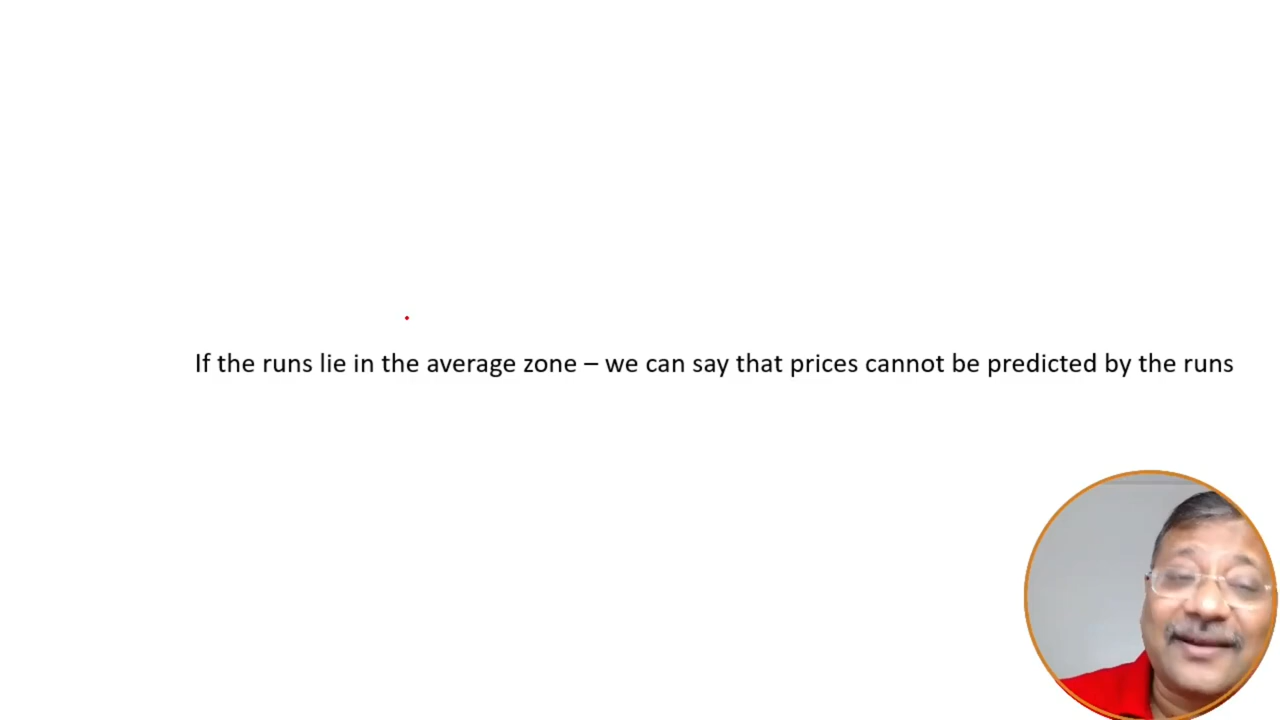 If the runs lie in the average zone – we can say that prices cannot be predicted by the runs